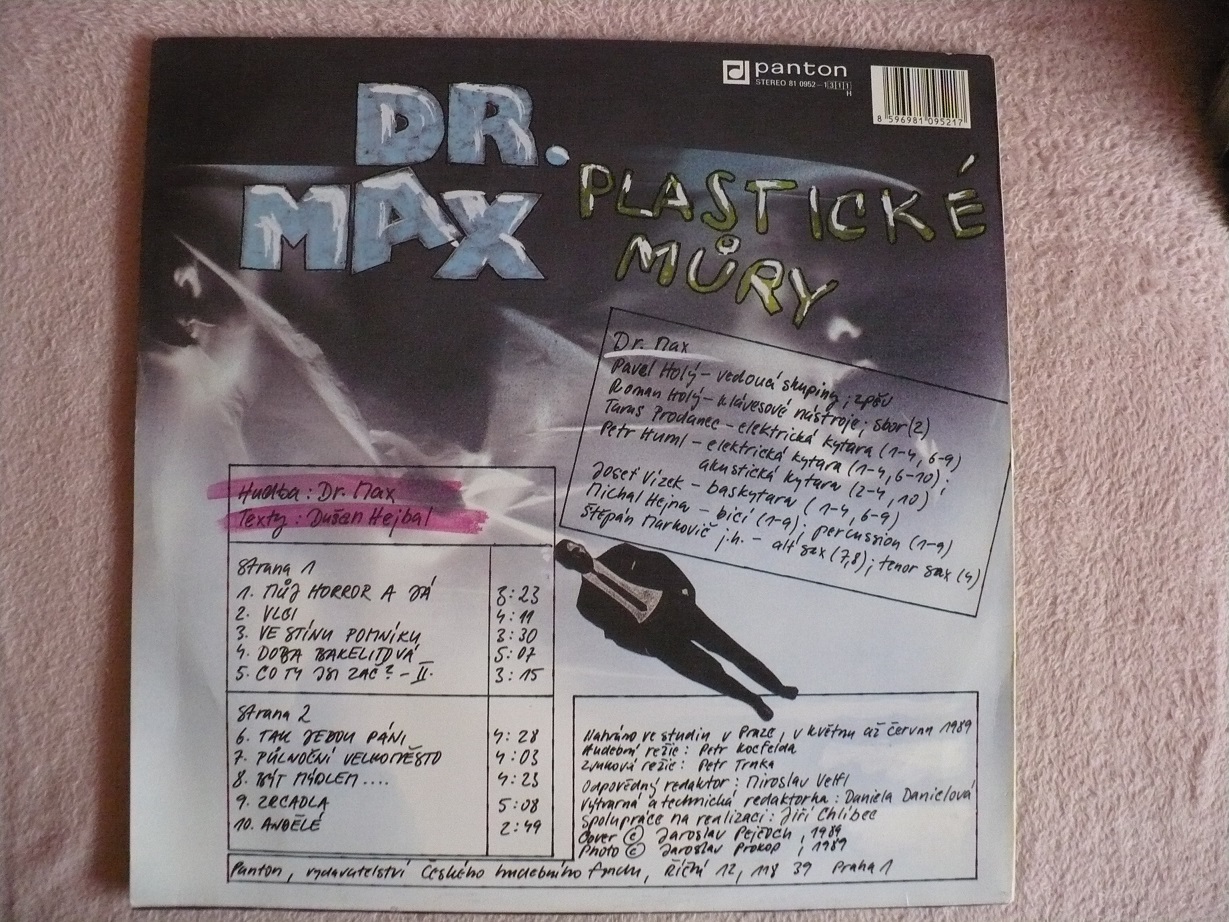 panton
STEREO 81 0952-1311
H
8 596981 095217
DR.
MAX
PLASTICKÉ
MŮRY
Dr. Max
Pavel Holý – vedoucí skupiny; zpěv
Roman Holý – klávesové nástroje; sbor (2)
Taras Prodanec – elektrická kytara (1-4, 6-9)
Petr Huml – elektrická kytara (1-4, 6-10);
akustická kytara (2-4, 10);
Josef Vízek – baskytara (1-4, 6-9)
Michal Hejna – bicí (1-9); percussion (1-9)
Štěpán Markovič j.h. – alt sax (7,8); tenor sax (4)
Hudba: Dr. Max
Texty: Dušan Hejbal
Strana 1
1. MŮJ HORROR A JÁ 3:23
2. VLCI 4:11
3. VE STÍNU POMNÍKU 3:30
4. DOBA BAKELITOVÁ 5:07
5. CO TY JSI ZAČ? – II. 3:15
Strana 2
6. TAK JEDOU PÁNI 4:28
7. PŮLNOČNÍ VELKOMĚSTO 4:03
8. BÝT MÝDLEM .... 4:23
9. ZRCADLA 5:08
10. ANDĚLÉ 2:49
Natráno ve studiu v Praze, v květnu až červnu 1989
Hudební režie: Petr Kocfelda
Zvuková režie: Petr Trnka
Odpovědný redaktor: Miroslav Velfl
Výtvarná a technická redaktorka: Daniela Danielová
Spolupráce na realizaci: Jiří Chlíbec
Cover © Jaroslav Pejčoch, 1989
Photo © Jaroslav Prokop, 1989
Panton, vydavatelství Českého hudebního fondu, Říční 12, 118 39 Praha 1